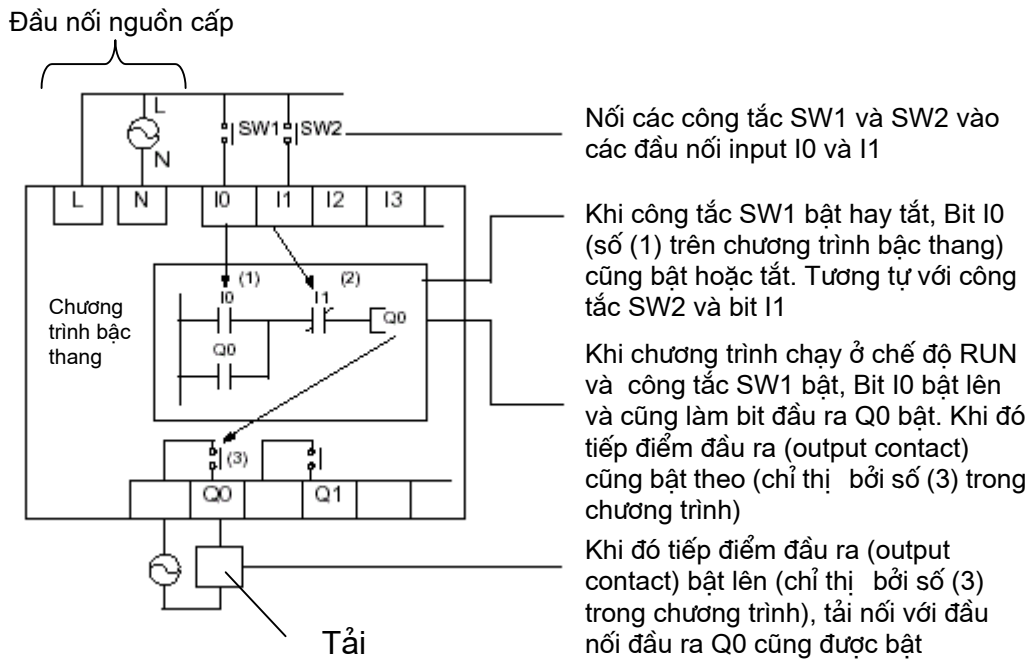 Đầu nối nguồn cấp
L
SW1
SW2
N
L
N
I0
I1
I2
I3
Nối các công tắc SW1 và SW2 vào
các đầu nối input I0 và I1
Khi công tắc SW1 bật hay tắt, Bit I0
(số (1) trên chương trình bậc thang)
cũng bật hoặc tắt. Tương tự với công
tắc SW2 và bit I1
Chương
trình bậc
thang
(1)
(2)
I0
I1
Q0
Q0
Khi chương trình chạy ở chế độ RUN
và công tắc SW1 bật, Bit I0 bật lên
và cũng làm bit đầu ra Q0 bật. Khi đó
tiếp điểm đầu ra (output contact)
cũng bật theo (chỉ thị bởi số (3) trong
chương trình)
(3)
Q0
Q1
Khi đó tiếp điểm đầu ra (output
contact) bật lên (chỉ thị bởi số (3)
trong chương trình), tải nối với đầu
nối đầu ra Q0 cũng được bật
Tải